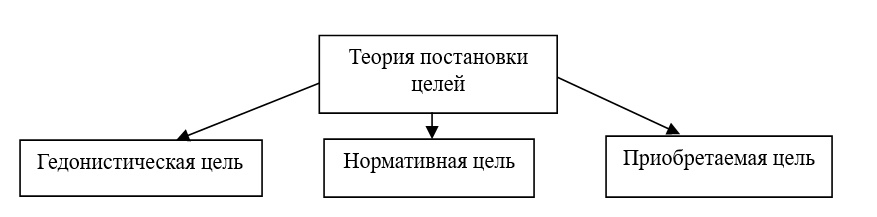 Теория постановки
целей
Гедонистическая цель
Нормативная цель
Приобретаемая цель